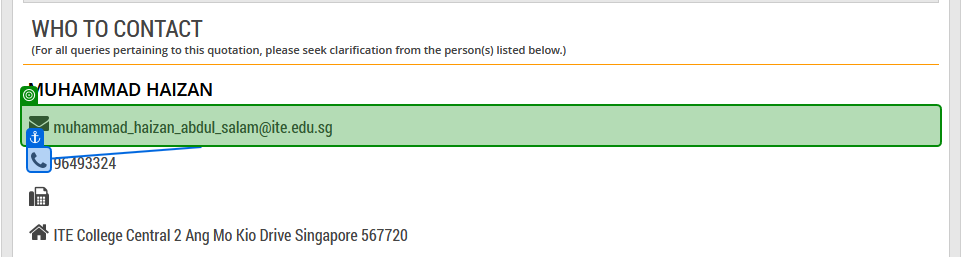 WHO TO CONTACT
(For all queries pertaining to this quotation, please seek clarification from the person(s) listed below.)
MUHAMMAD HAIZAN
muhammad_haizan_abdul_salam@ite.edu.sg
96493324
ITE College Central 2 Ang Mo Kio Drive Singapore 567720